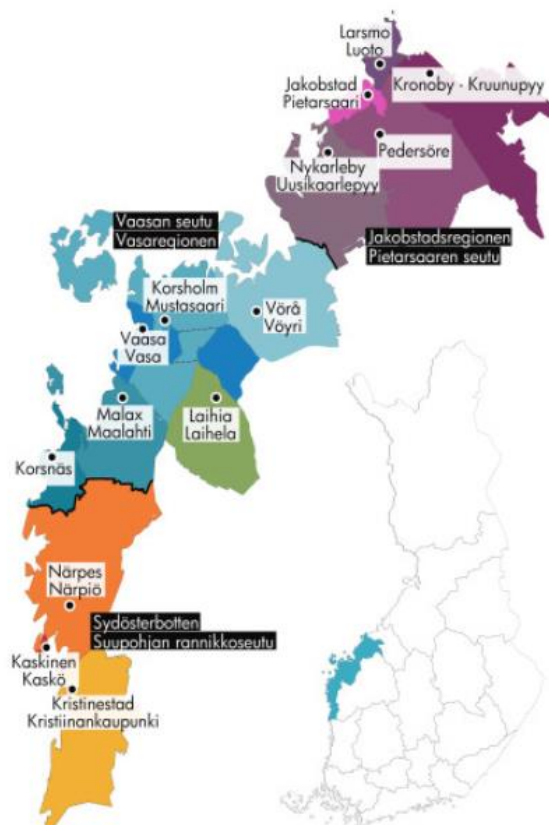 Larsmo
Luoto
Jakobstad
Pietarsaari
Kronoby - Kruunupyy
Pedersöre
Nykarleby
Uusikaarlepyy
Vaasan seutu
Vasaregionen
Jakobstadsregionen
Pietarsaaren seutu
Korsholm
Mustasaari
Vörå
Vöyri
Vaasa
Vasa
Malax
Maalahti
Laihia
Laihela
Korsnäs
Närpes
Närpiö
Sydösterbotten
Suupohjan rannikkoseutu
Kaskinen
Kaskö
Kristinestad
Kristiinankaupunki